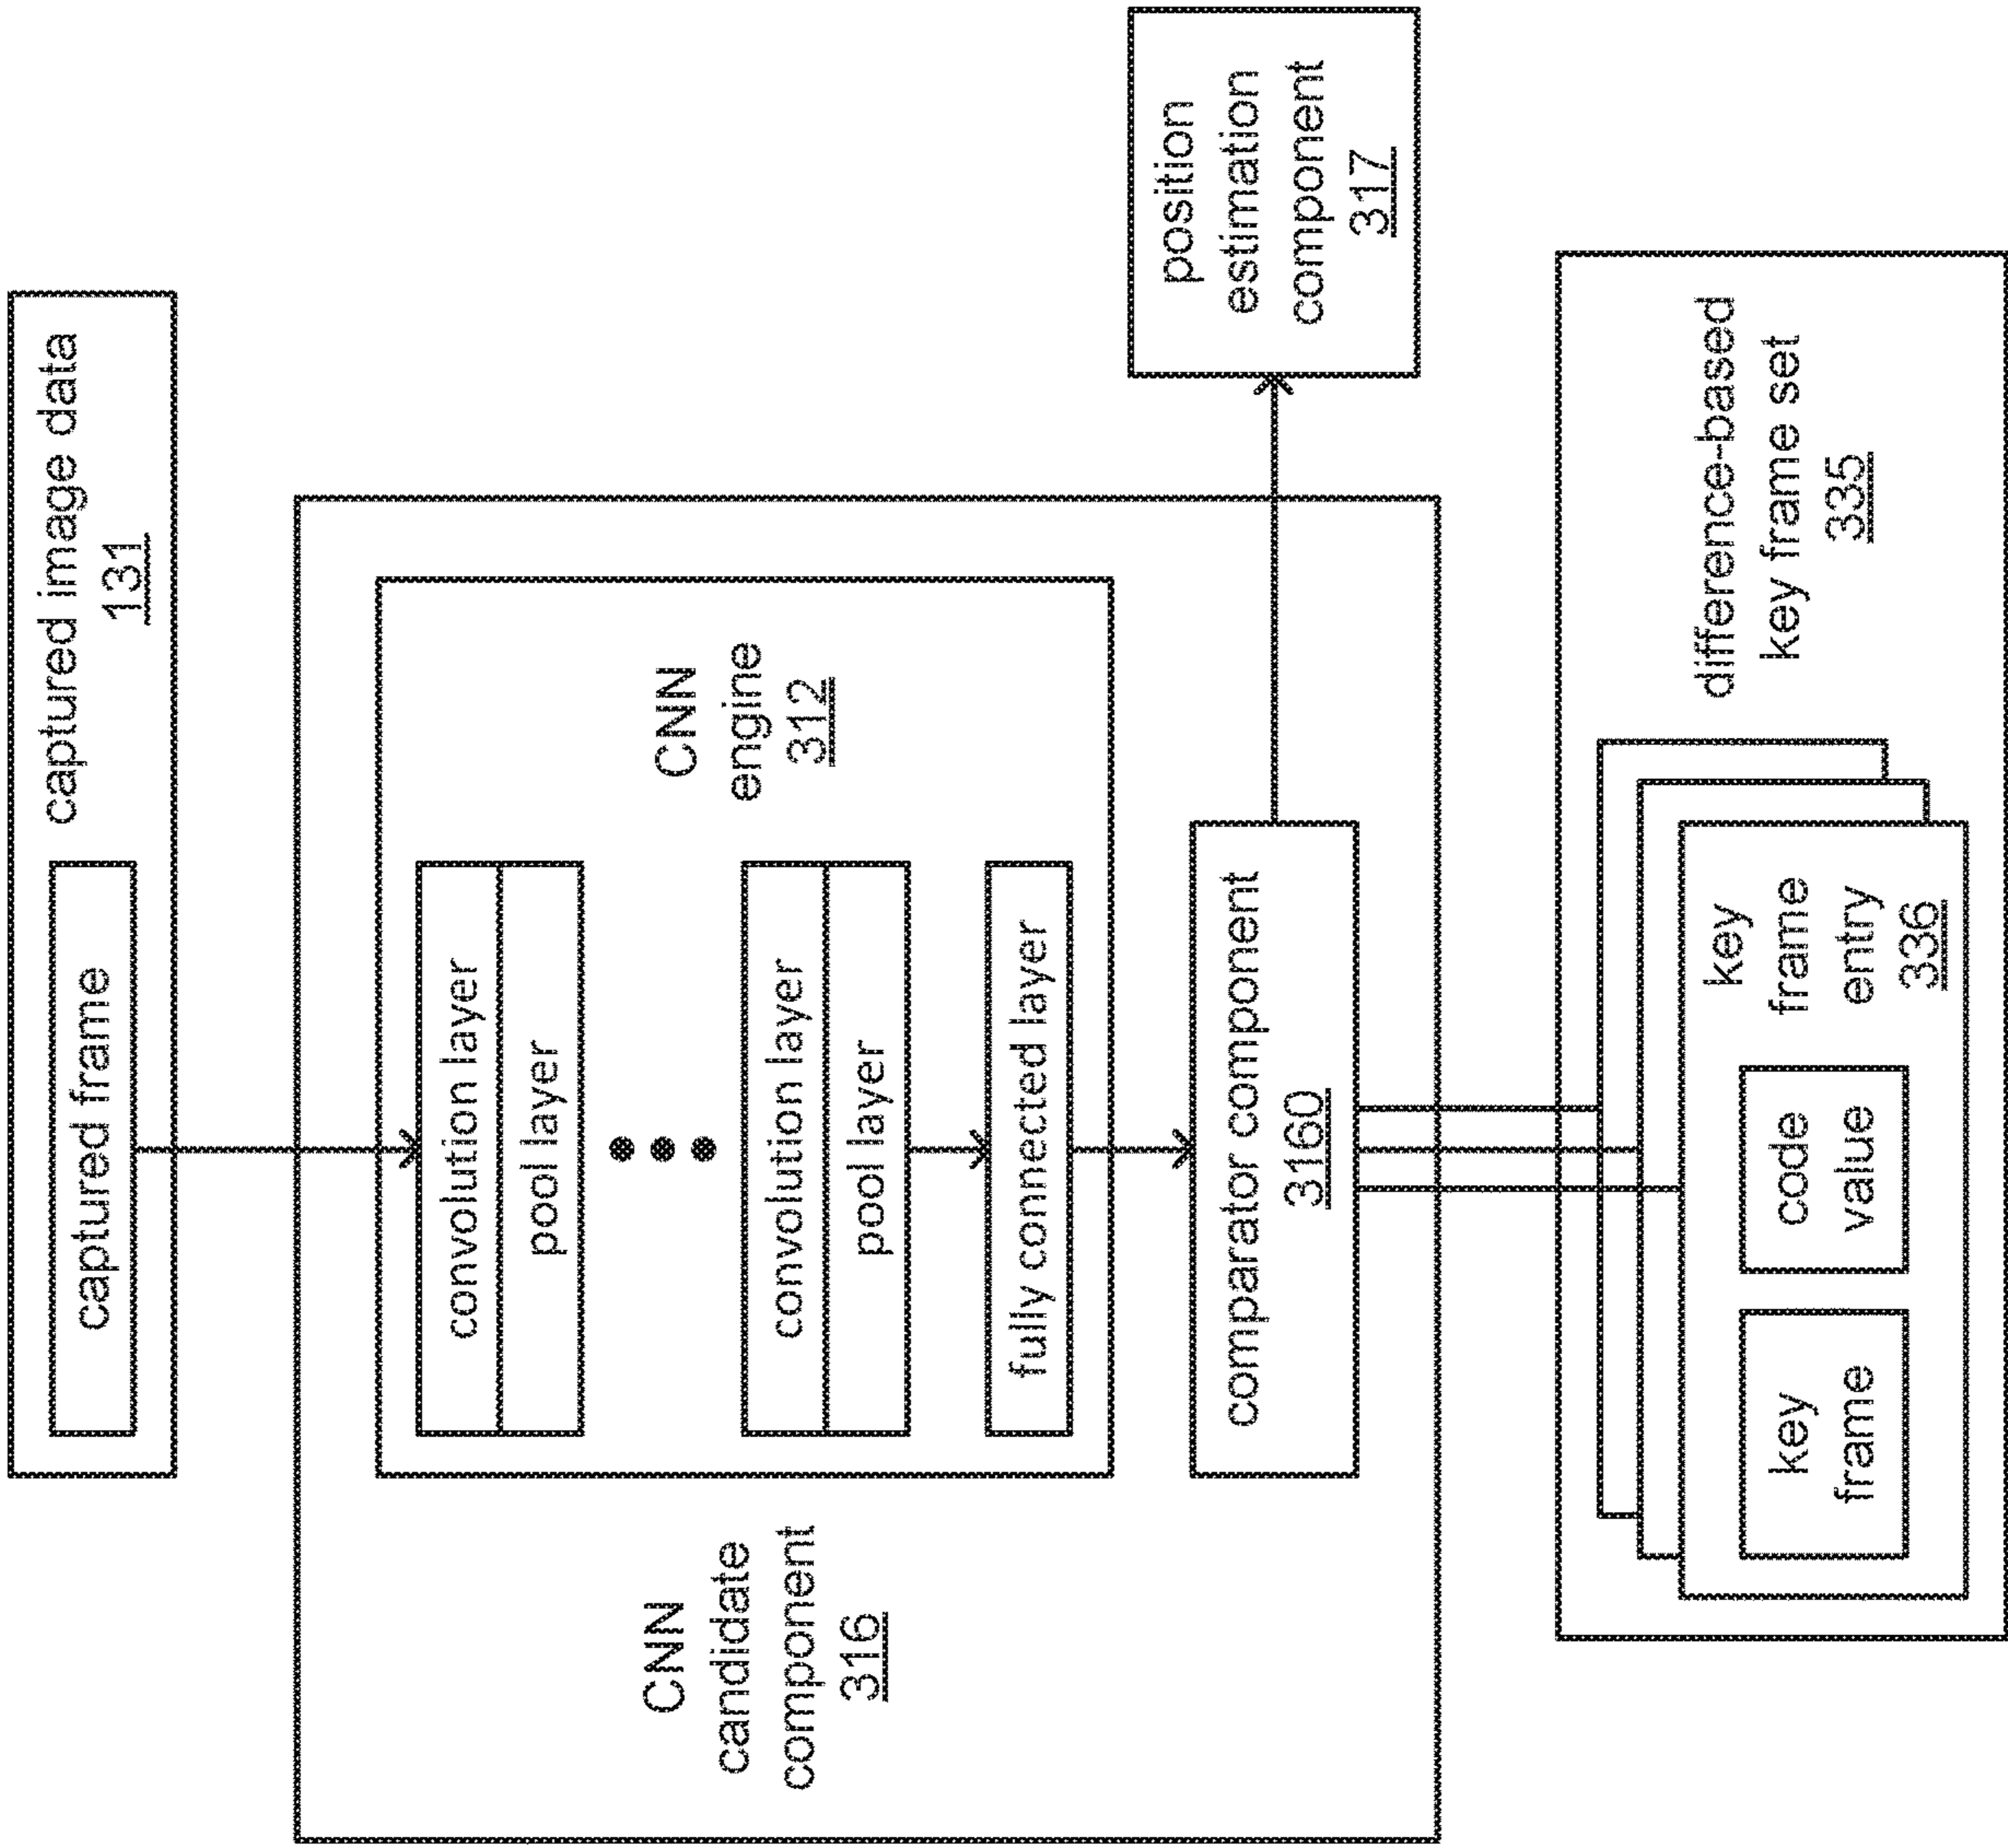 captured frame
captured image data
131
CNN
candidate
component
316
convolution layer
pool layer
convolution layer
pool layer
fully connected layer
CNN
engine
312
comparator component
3160
position
estimation
component
317
key
frame
code
value
key
frame
entry
336
difference-based
key frame set
335